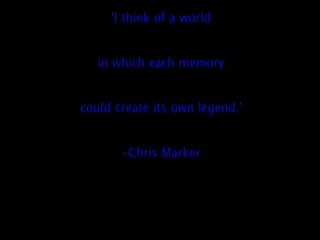 'I think of a world
in which each memory
could create its own legend.'
-Chris Marker